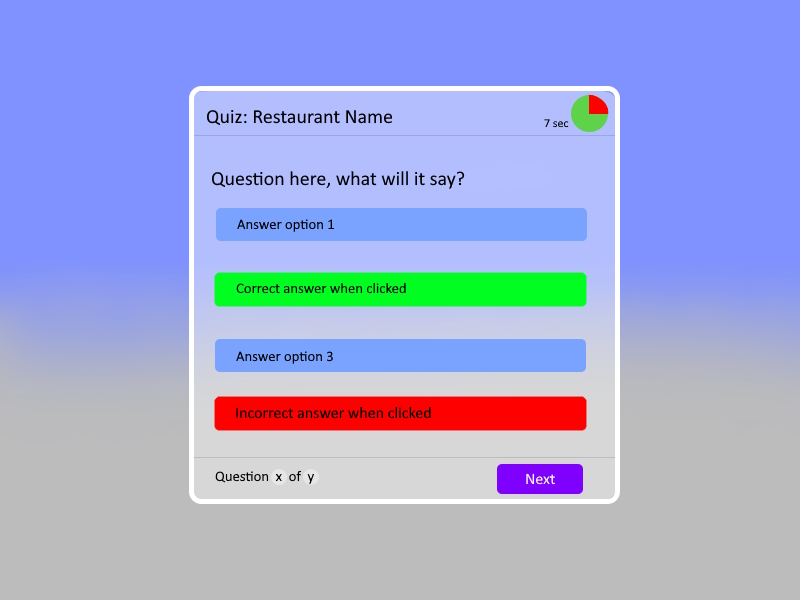 Quiz: Restaurant Name
7 sec
Question here, what will it say?
Answer option 1
Correct answer when clicked
Answer option 3
Incorrect answer when clicked
Question x of y
Next